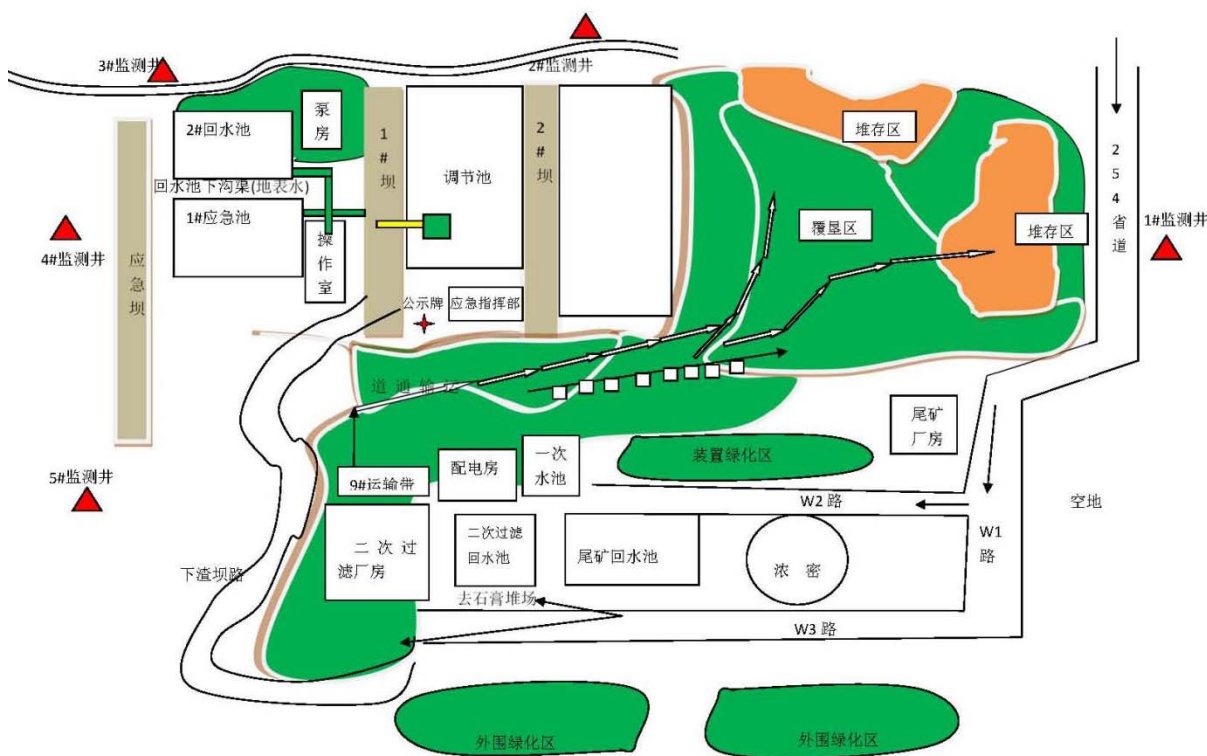 3#监测井
2#监测井
2#回水池
泵
房
1
#
坝
调节池
2
#
坝
堆存区
2
5
4
省
道
回水池下沟渠(地表水)
1#应急池
操
作
室
覆垦区
堆存区
1#监测井
4#监测井
应
急
坝
公示牌
应急指挥部
道通输运
尾矿
厂房
5#监测井
9#运输带
配电房
一次
水池
装置绿化区
W2 路
空地
W1
路
二 次 过
滤厂房
二次过滤
回水池
尾矿回水池
浓 密
下渣坝路
去石膏堆场
W3 路
外围绿化区
外围绿化区